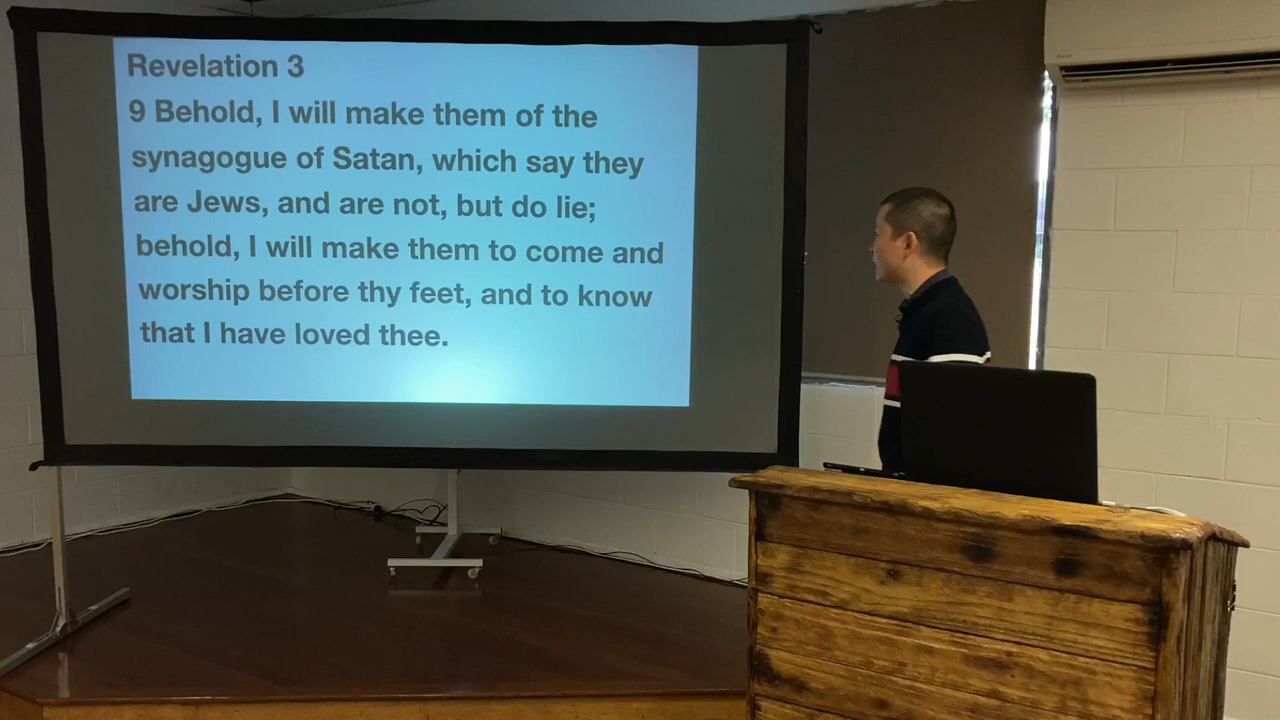 Revelation 3
9 Behold, I will make them of the
synagogue of Satan, which say they
are Jews, and are not, but do lie;
behold, I will make them to come and
worship before thy feet, and to know
that I have loved thee.